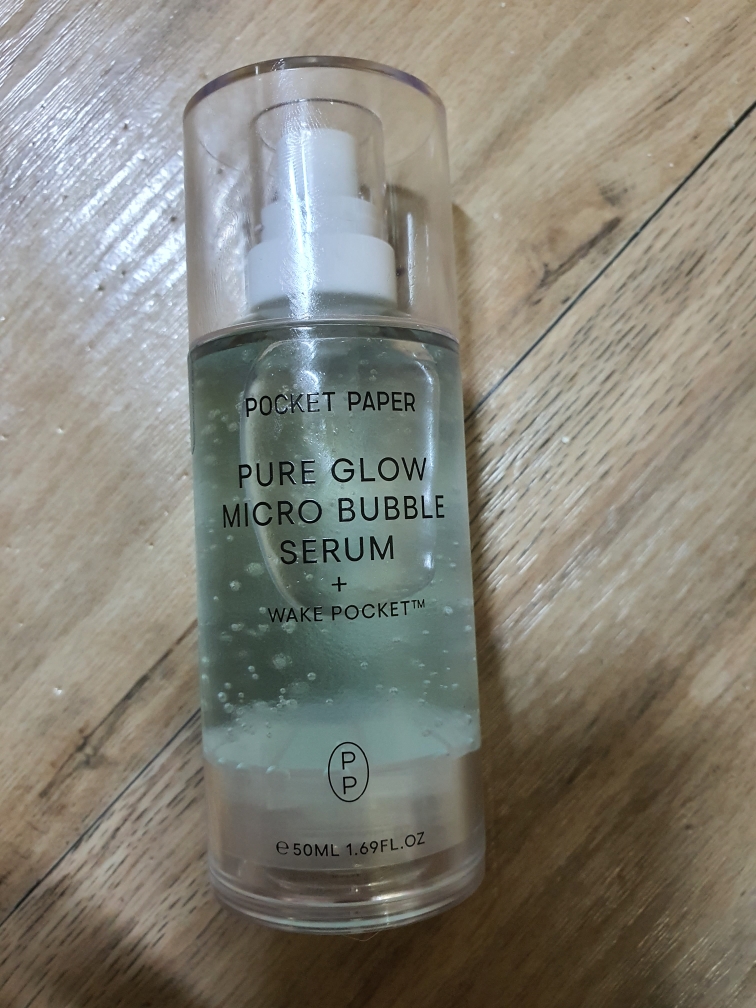 POCKET PAPER
PURE GLOW
MICRO BUBBLE
SERUM
+
WAKE POCKET™
P
P
℮50ML 1.69FL.OZ